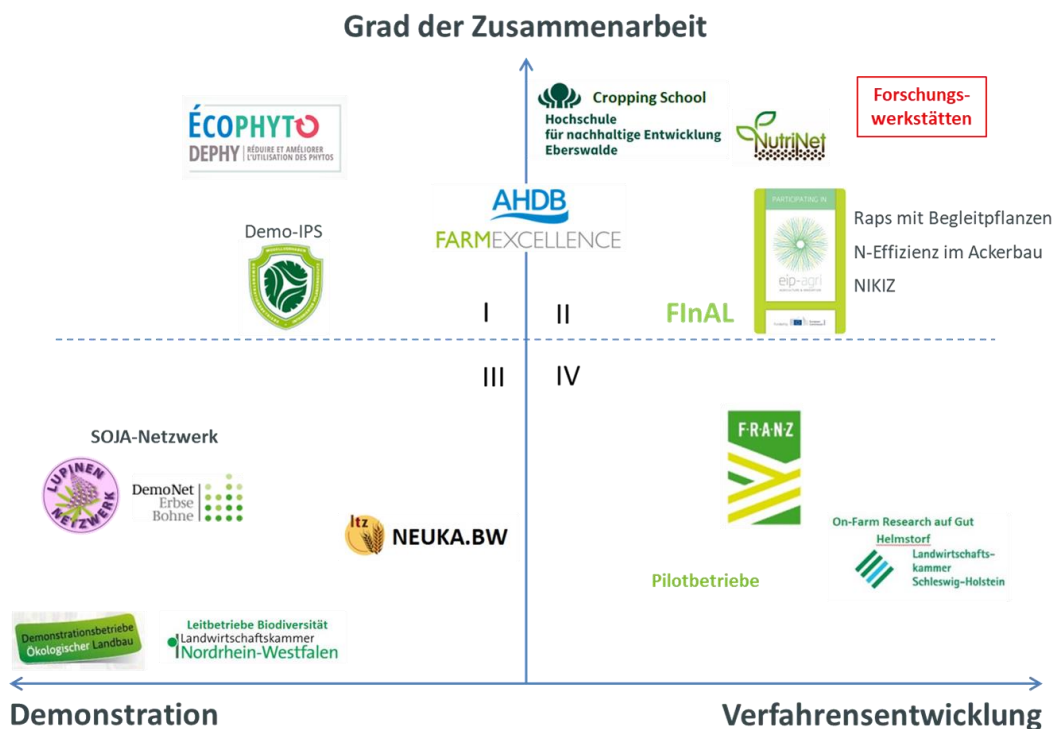 Grad der Zusammenarbeit
ÉCOPHYTO
DEPHY
RÉDUIRE ET AMÉLIORER
L'UTILISATION DES PHYTOS
Cropping School
Hochschule
für nachhaltige Entwicklung
Eberswalde
NutriNet
Forschungs-
werkstätten
AHDB
FARMEXCELLENCE
Demo-IPS
PARTICIPATING IN
eip-agri
Raps mit Begleitpflanzen
N-Effizienz im Ackerbau
NIKIZ
FInAL
I
II
III
IV
SOJA-Netzwerk
LUPINEN
NETZWERK
DemoNet
Erbse
Bohne
ltz
NEUKA.BW
F·R·A·N·Z
On-Farm Research auf Gut
Helmstorf
Landwirtschafts-
kammer
Schleswig-Holstein
Pilotbetriebe
Demonstrationsbetriebe
Ökologischer Landbau
Leitbetriebe Biodiversität
Landwirtschaftskammer
Nordrhein-Westfalen
Demonstration
Verfahrensentwicklung